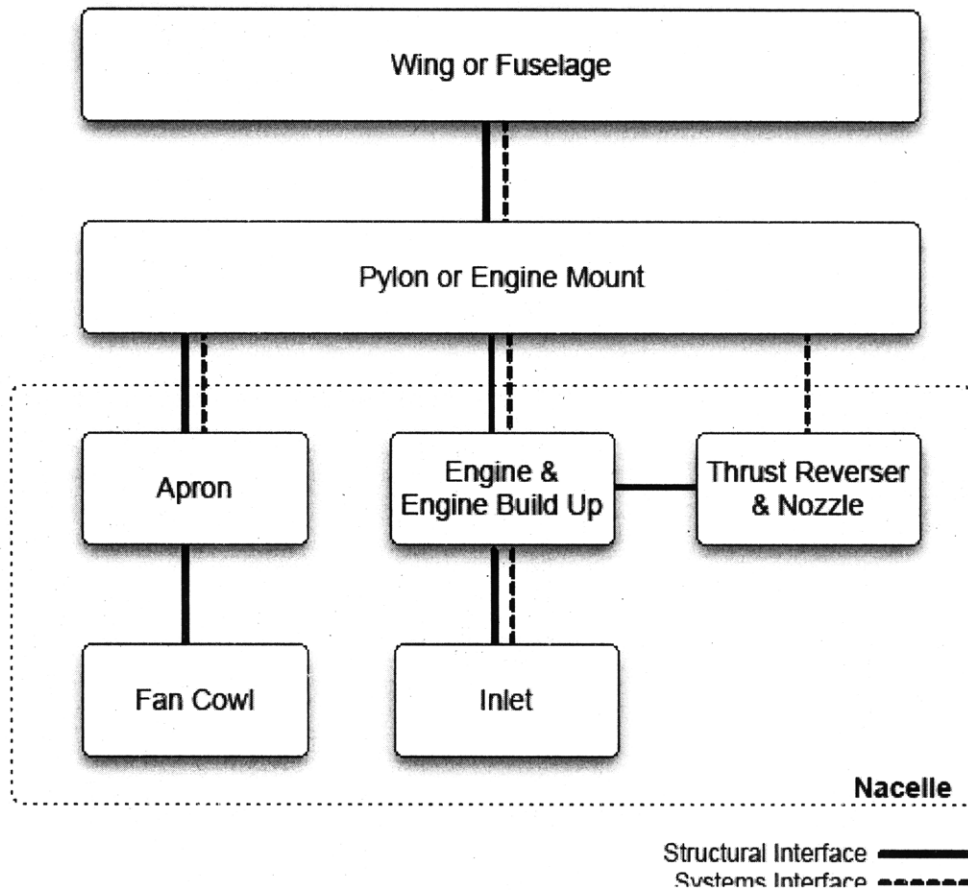 Wing or Fuselage
Pylon or Engine Mount
Apron
Engine &
Engine Build Up
Thrust Reverser
& Nozzle
Fan Cowl
Inlet
Nacelle
Structural Interface
Systems Interface